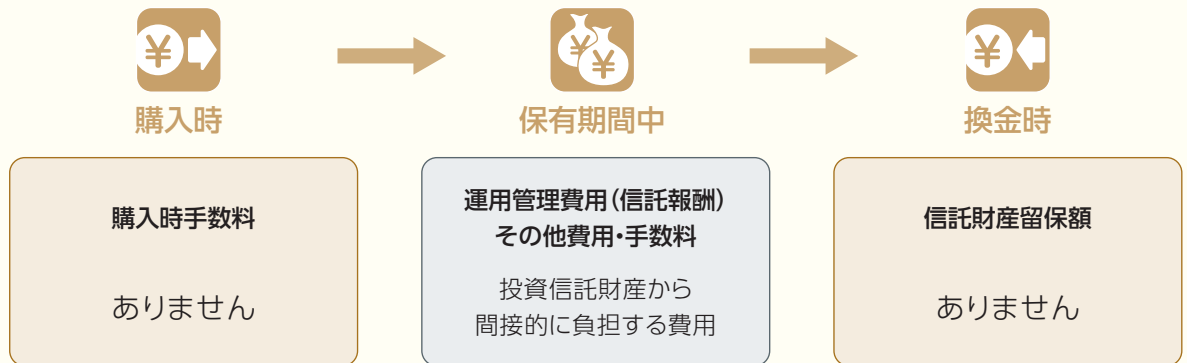 購入時
保有期間中
換金時
購入時手数料
ありません
運用管理費用(信託報酬)
その他費用・手数料
投資信託財産から
間接的に負担する費用
信託財産留保額
ありません